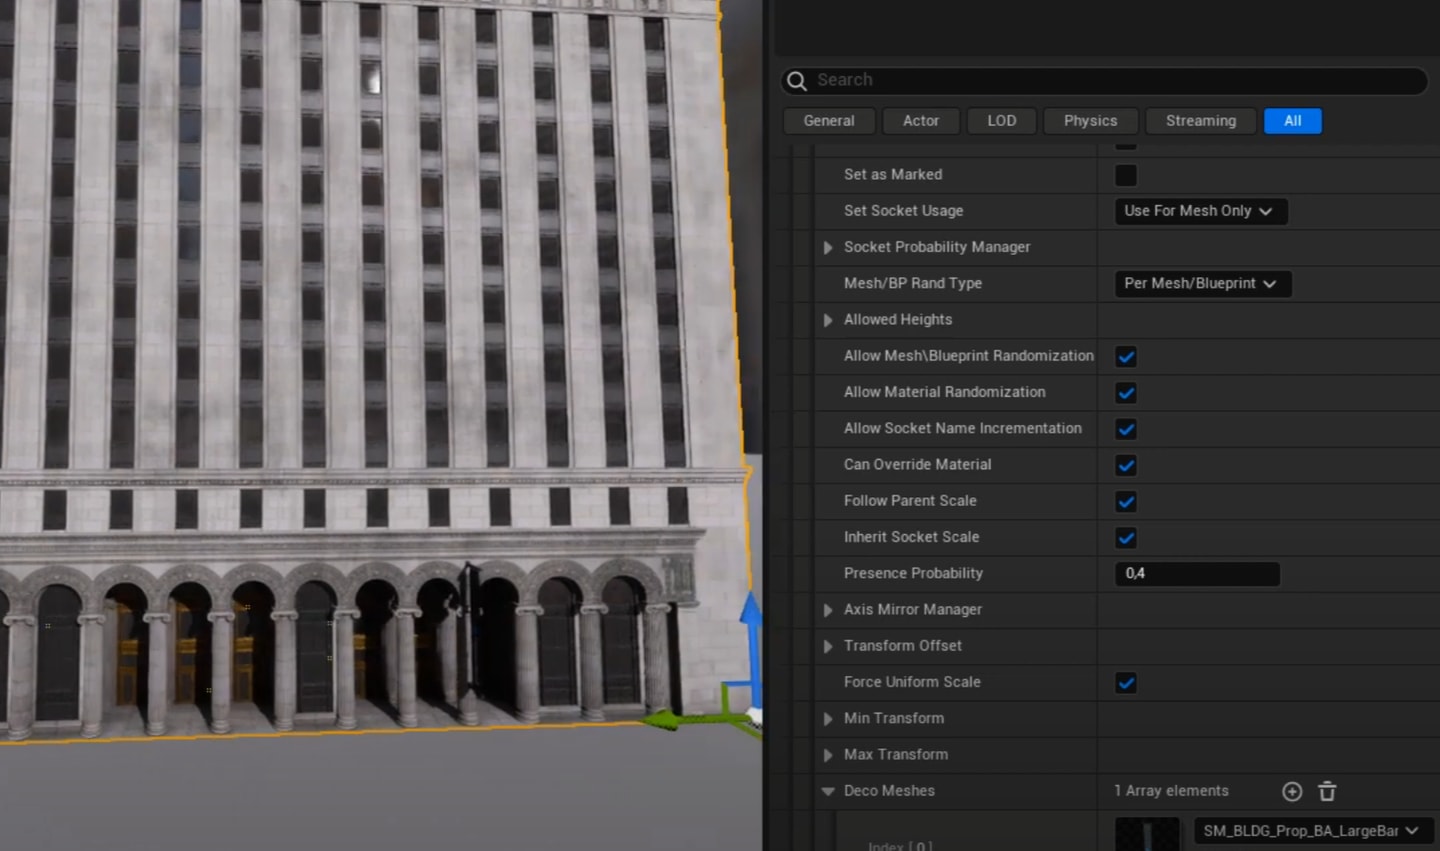 Search
General Actor LOD Physics Streaming All
Set as Marked
Set Socket Usage Use For Mesh Only
Socket Probability Manager
Mesh/BP Rand Type Per Mesh/Blueprint
Allowed Heights
Allow Mesh\Blueprint Randomization
Allow Material Randomization
Allow Socket Name Incrementation
Can Override Material
Follow Parent Scale
Inherit Socket Scale
Presence Probability 0,4
Axis Mirror Manager
Transform Offset
Force Uniform Scale
Min Transform
Max Transform
Deco Meshes 1 Array elements
Index [ 0 ] SM_BLDG_Prop_BA_LargeBar